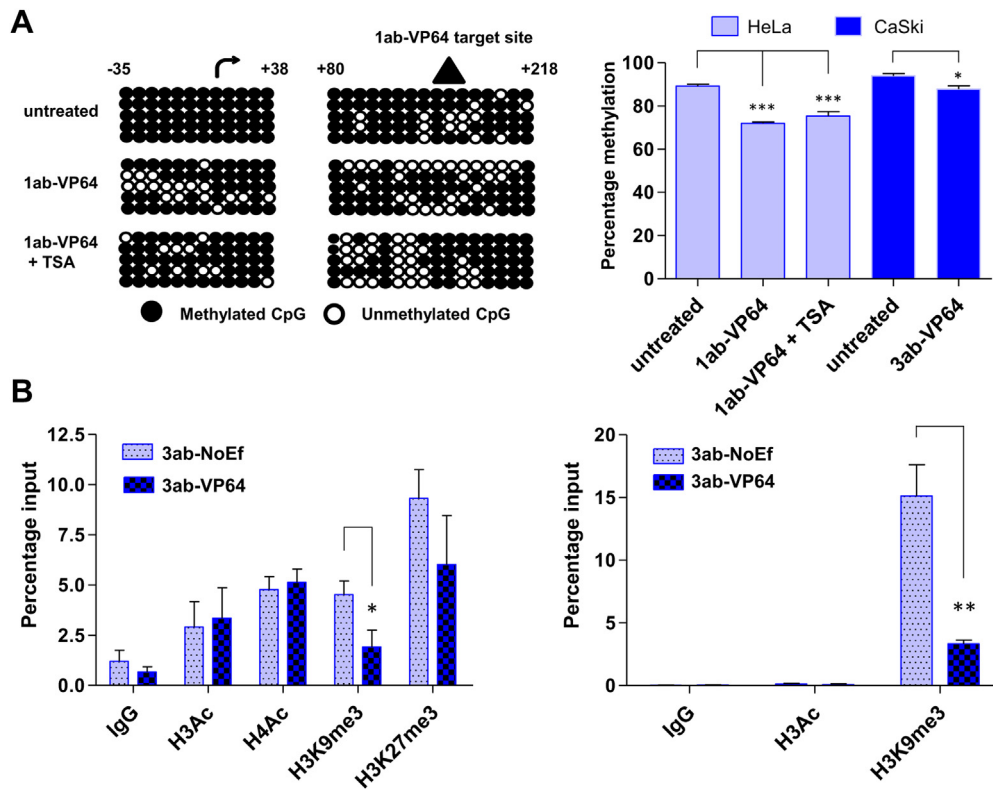 A
1ab-VP64 target site
-35
+38
+80
+218
untreated
1ab-VP64
1ab-VP64
+ TSA
Methylated CpG
Unmethylated CpG
HeLa
CaSki
Percentage methylation
100
80
60
40
20
0
***
***
*
untreated
1ab-VP64
1ab-VP64 + TSA
untreated
3ab-VP64
B
Percentage input
12.5
10.0
7.5
5.0
2.5
0.0
3ab-NoEf
3ab-VP64
*
IgG
H3Ac
H4Ac
H3K9me3
H3K27me3
Percentage input
20
15
10
5
0
3ab-NoEf
3ab-VP64
**
IgG
H3Ac
H3K9me3